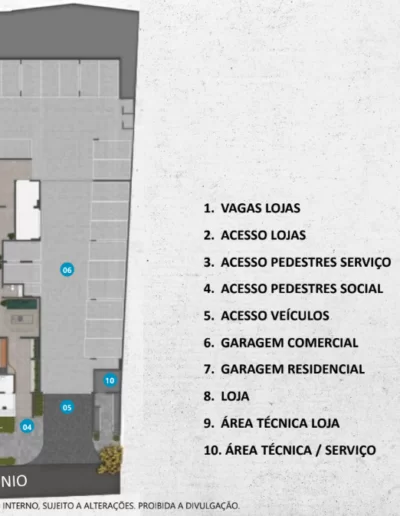 06
10
05
04
NIO
1. VAGAS LOJAS
2. ACESSO LOJAS
3. ACESSO PEDESTRES SERVIÇO
4. ACESSO PEDESTRES SOCIAL
5. ACESSO VEÍCULOS
6. GARAGEM COMERCIAL
7. GARAGEM RESIDENCIAL
8. LOJA
9. ÁREA TÉCNICA LOJA
10. ÁREA TÉCNICA / SERVIÇO
INTERNO, SUJEITO A ALTERAÇÕES. PROIBIDA A DIVULGAÇÃO.